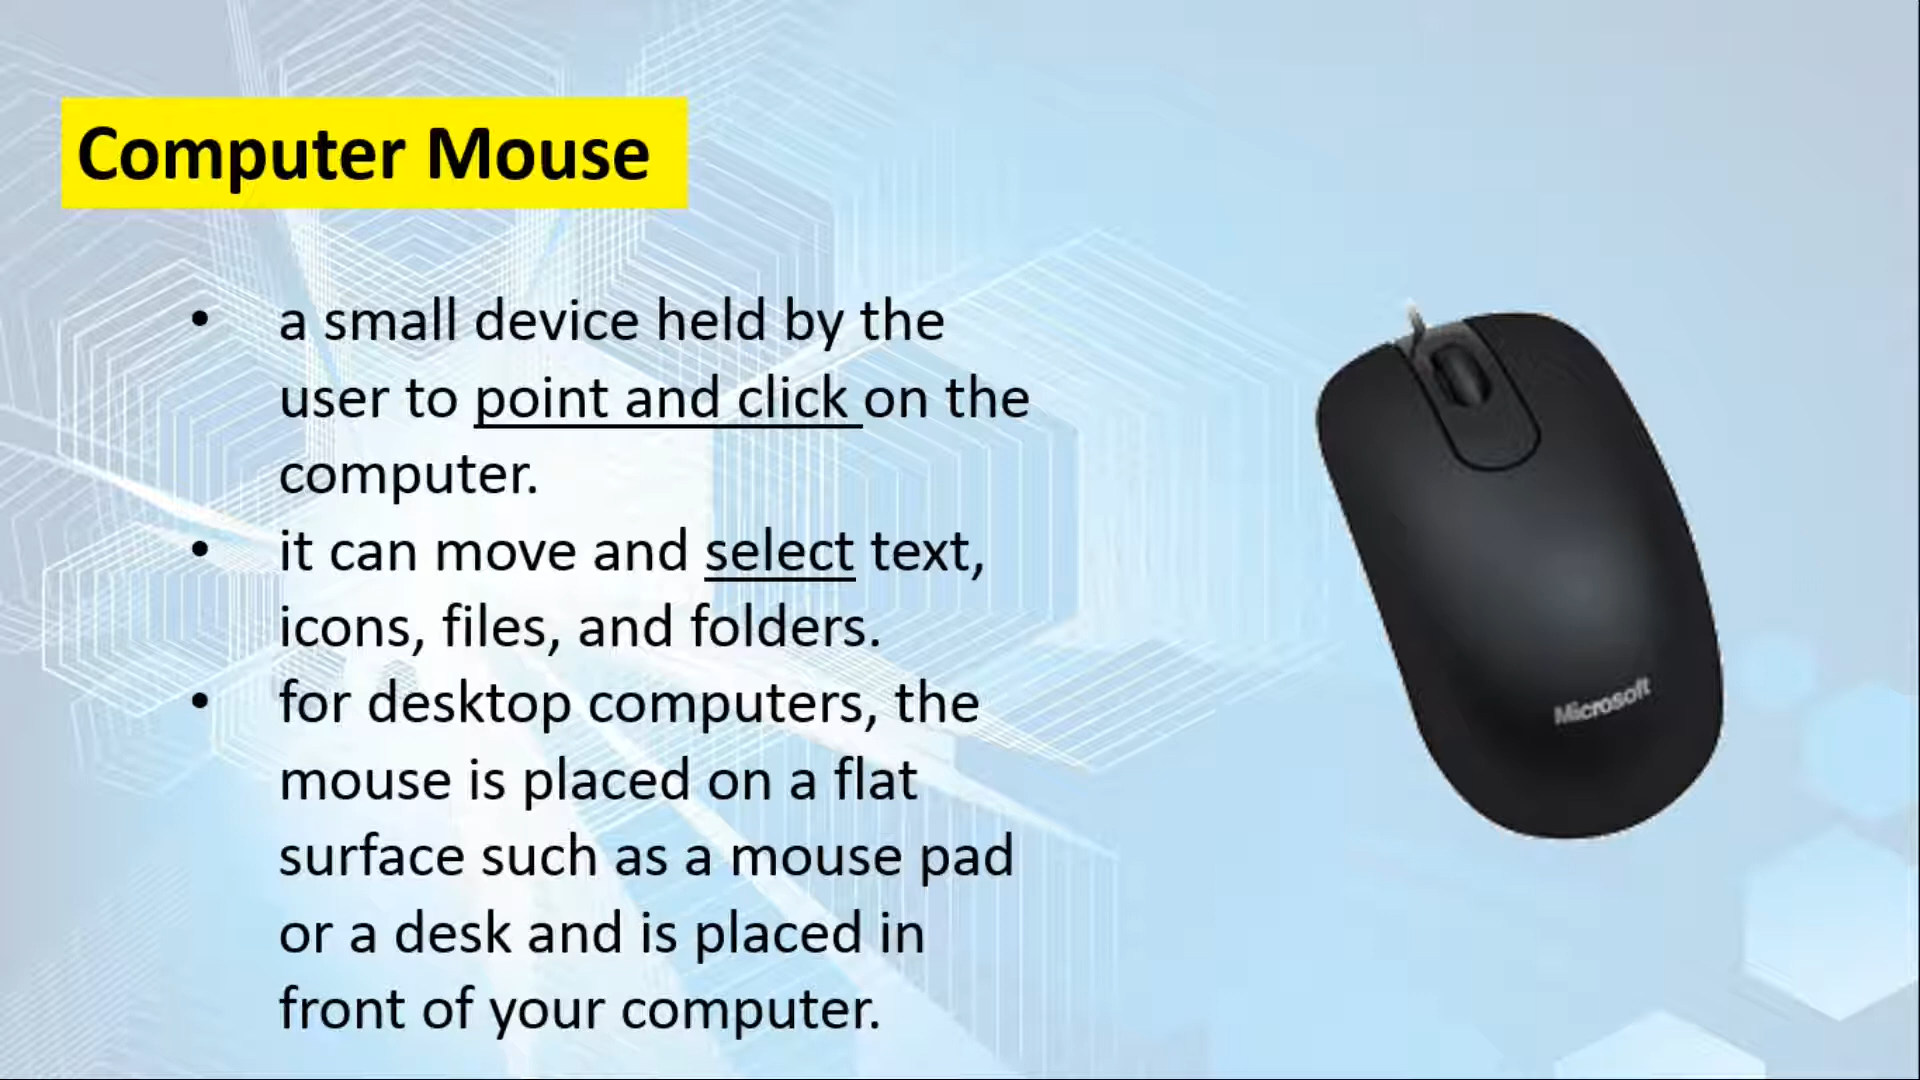 Computer Mouse
• a small device held by the
user to point and click on the
computer.
• it can move and select text,
icons, files, and folders.
• for desktop computers, the
mouse is placed on a flat
surface such as a mouse pad
or a desk and is placed in
front of your computer.
Microsoft